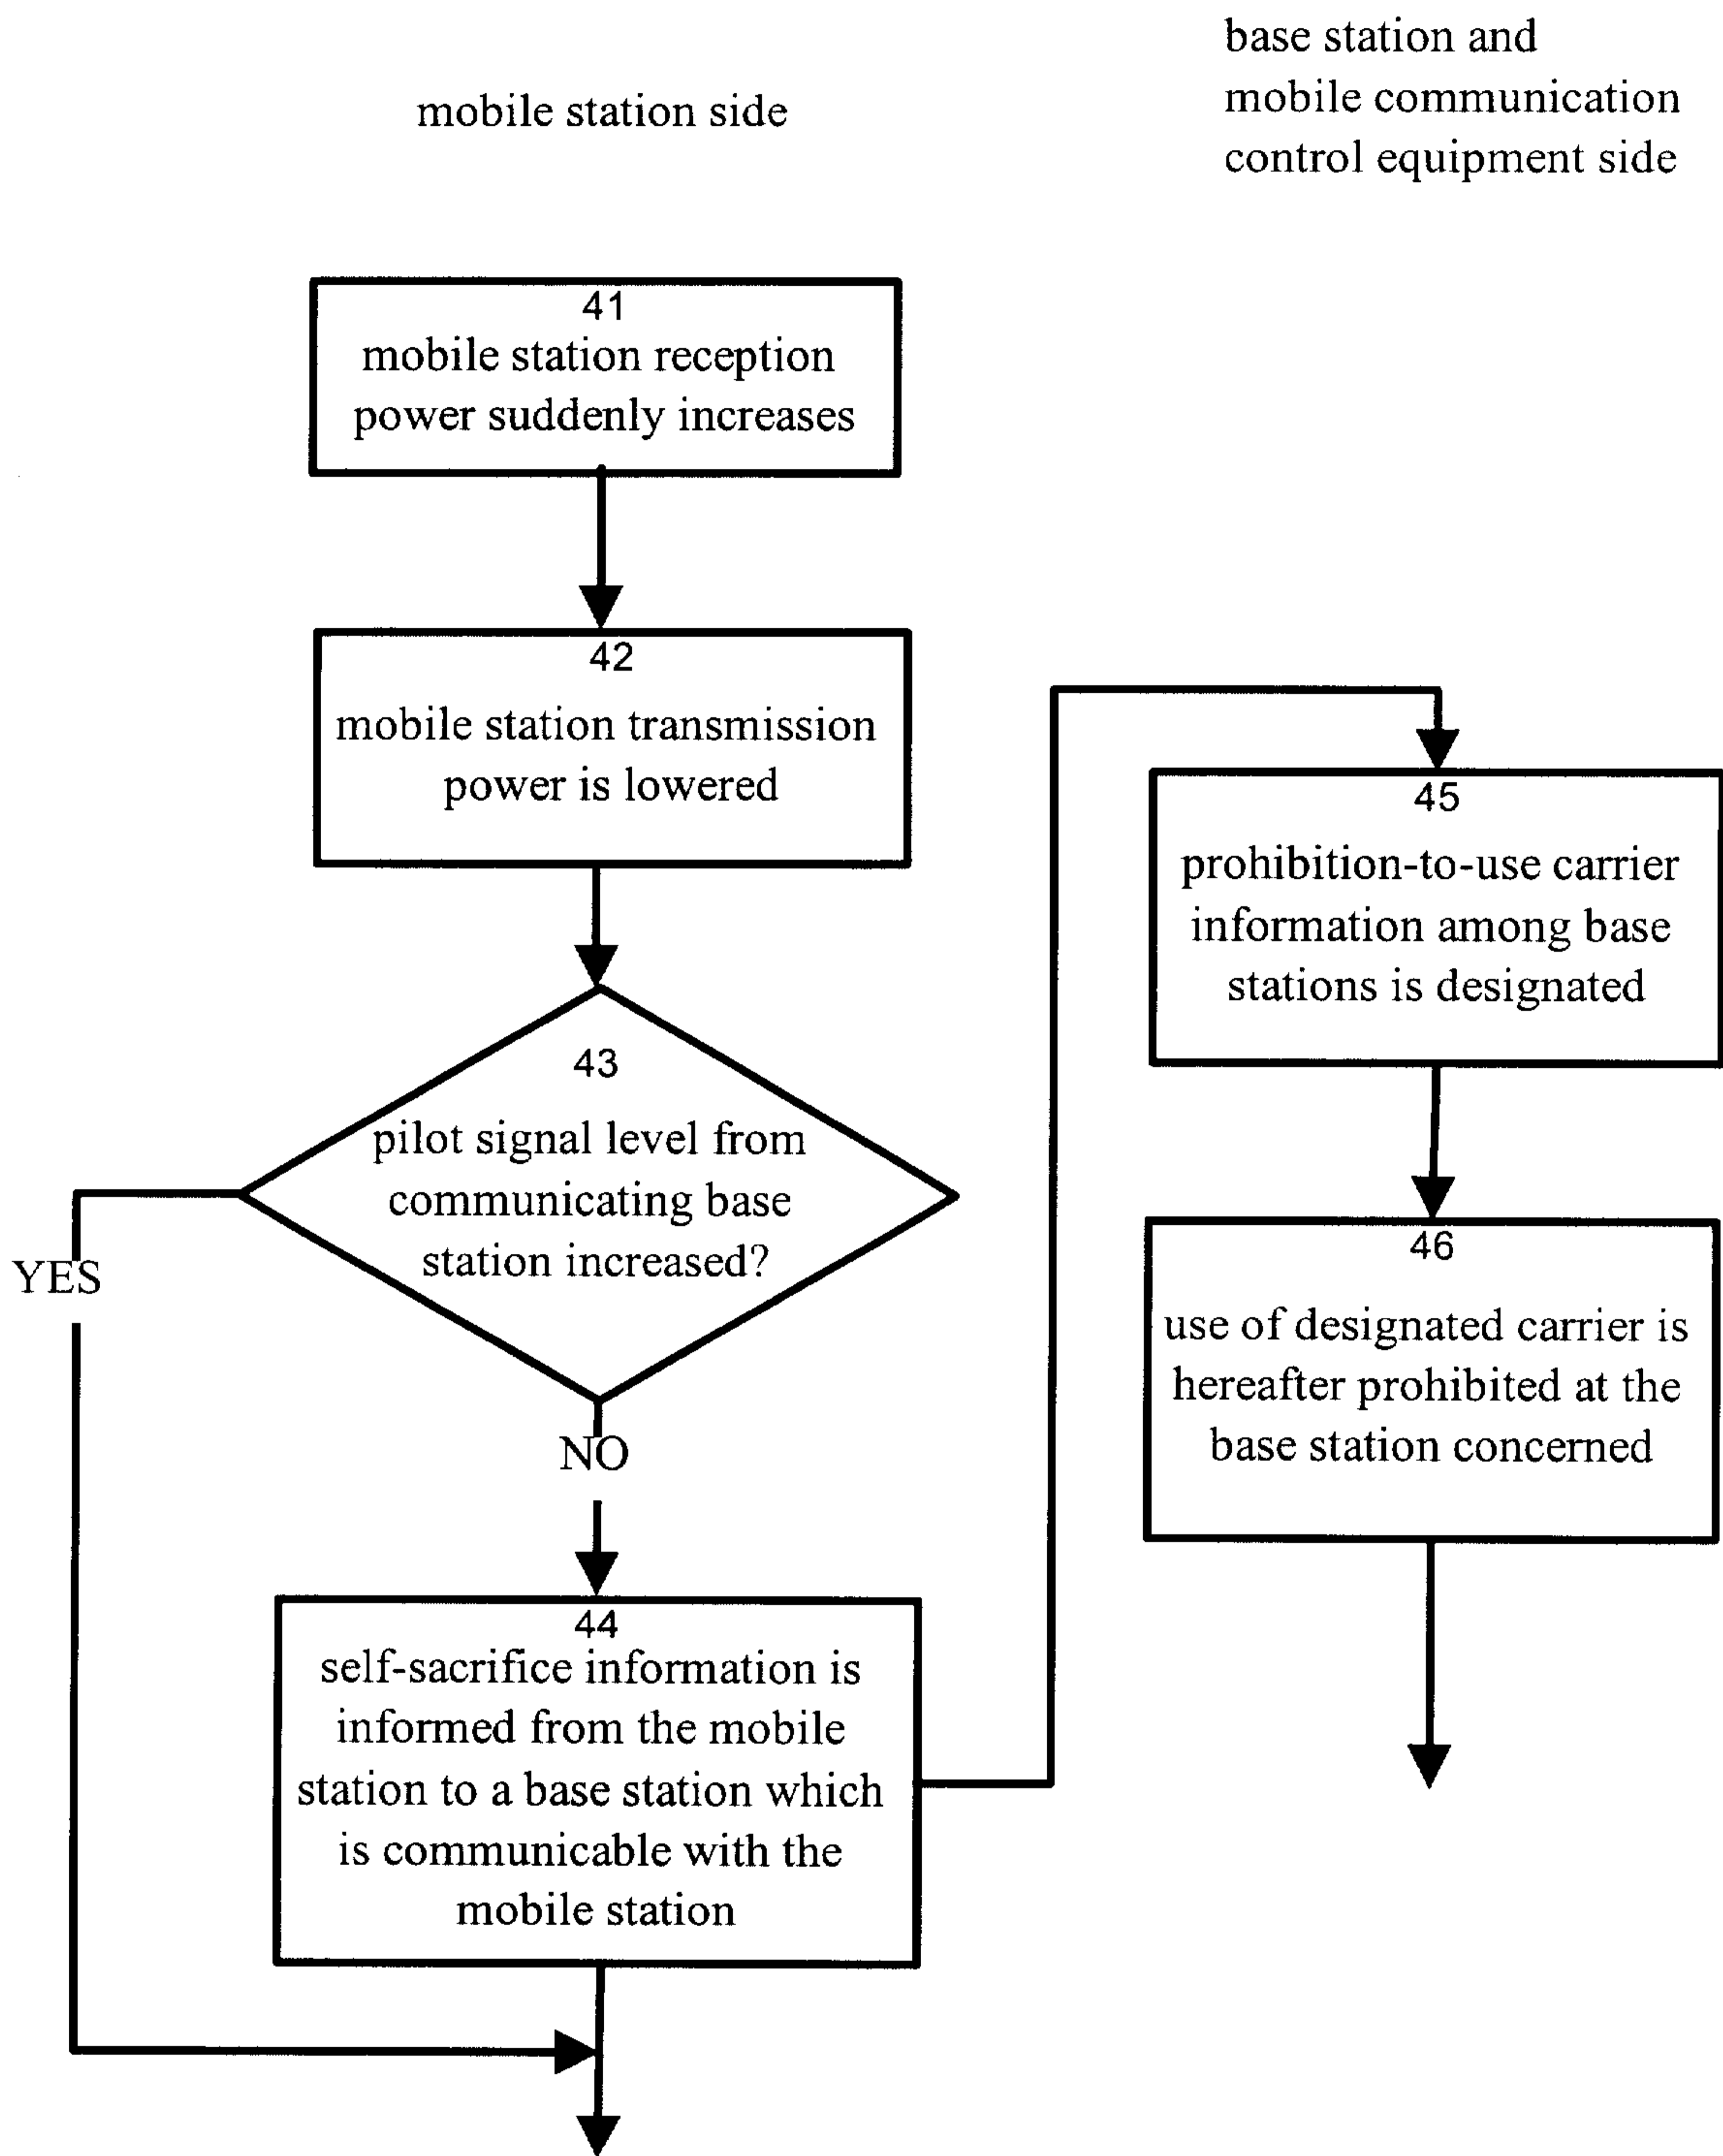 mobile station side
base station and
mobile communication
control equipment side
41
mobile station reception
power suddenly increases
42
mobile station transmission
power is lowered
43
pilot signal level from
communicating base
station increased?
YES
NO
44
self-sacrifice information is
informed from the mobile
station to a base station which
is communicable with the
mobile station
45
prohibition-to-use carrier
information among base
stations is designated
46
use of designated carrier is
hereafter prohibited at the
base station concerned